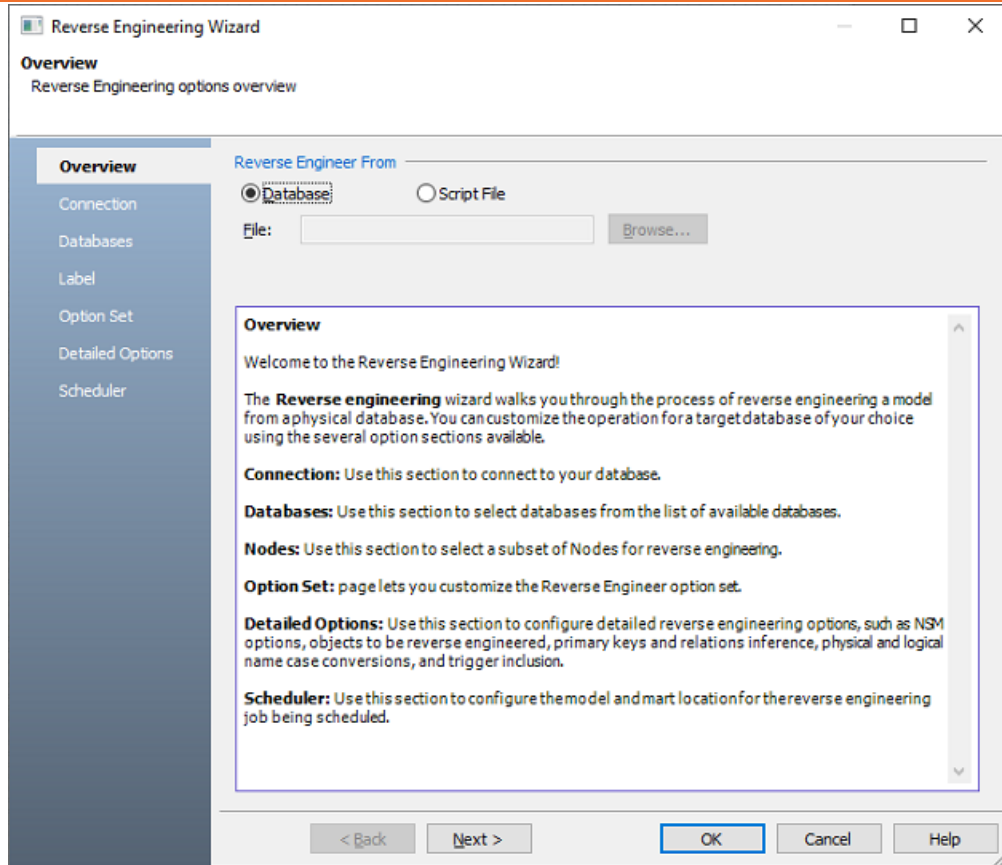 Reverse Engineering Wizard
Overview
Reverse Engineering options overview
Overview
Connection
Databases
Label
Option Set
Detailed Options
Scheduler
Reverse Engineer From
Database
Script File
File:
Browse...
Overview
Welcome to the Reverse Engineering Wizard!
The Reverse engineering wizard walks you through the process of reverse engineering a model
from a physical database. You can customize the operation for a target database of your choice
using the several option sections available.
Connection: Use this section to connect to your database.
Databases: Use this section to select databases from the list of available databases.
Nodes: Use this section to select a subset of Nodes for reverse engineering.
Option Set: page lets you customize the Reverse Engineer option set.
Detailed Options: Use this section to configure detailed reverse engineering options, such as NSM
options, objects to be reverse engineered, primary keys and relations inference, physical and logical
name case conversions, and trigger inclusion.
Scheduler: Use this section to configure the model and mart location for the reverse engineering
job being scheduled.
< Back
Next >
OK
Cancel
Help